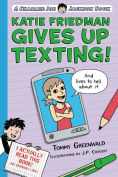 A CHARLIE JOE JACKSON BOOK
KATIE FRIEDMAN
GIVES UP
TEXTING!
And
lives to tell
about it
TOMMY
GREENWALD
ILLUSTRATIONS BY J.P. COOVERT
I ACTUALLY
READ THIS
BOOK!